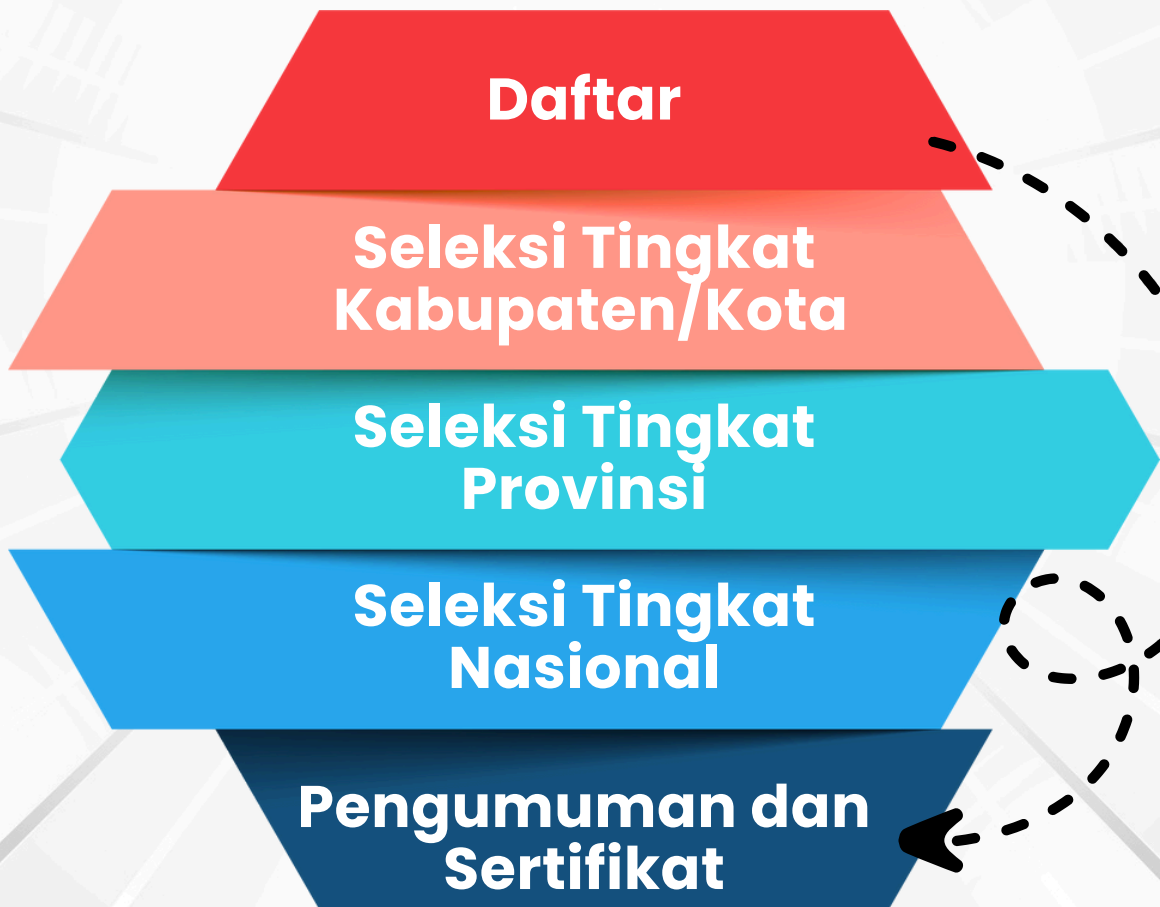 Daftar
Seleksi Tingkat
Kabupaten/Kota
Seleksi Tingkat
Provinsi
Seleksi Tingkat
Nasional
Pengumuman dan
Sertifikat